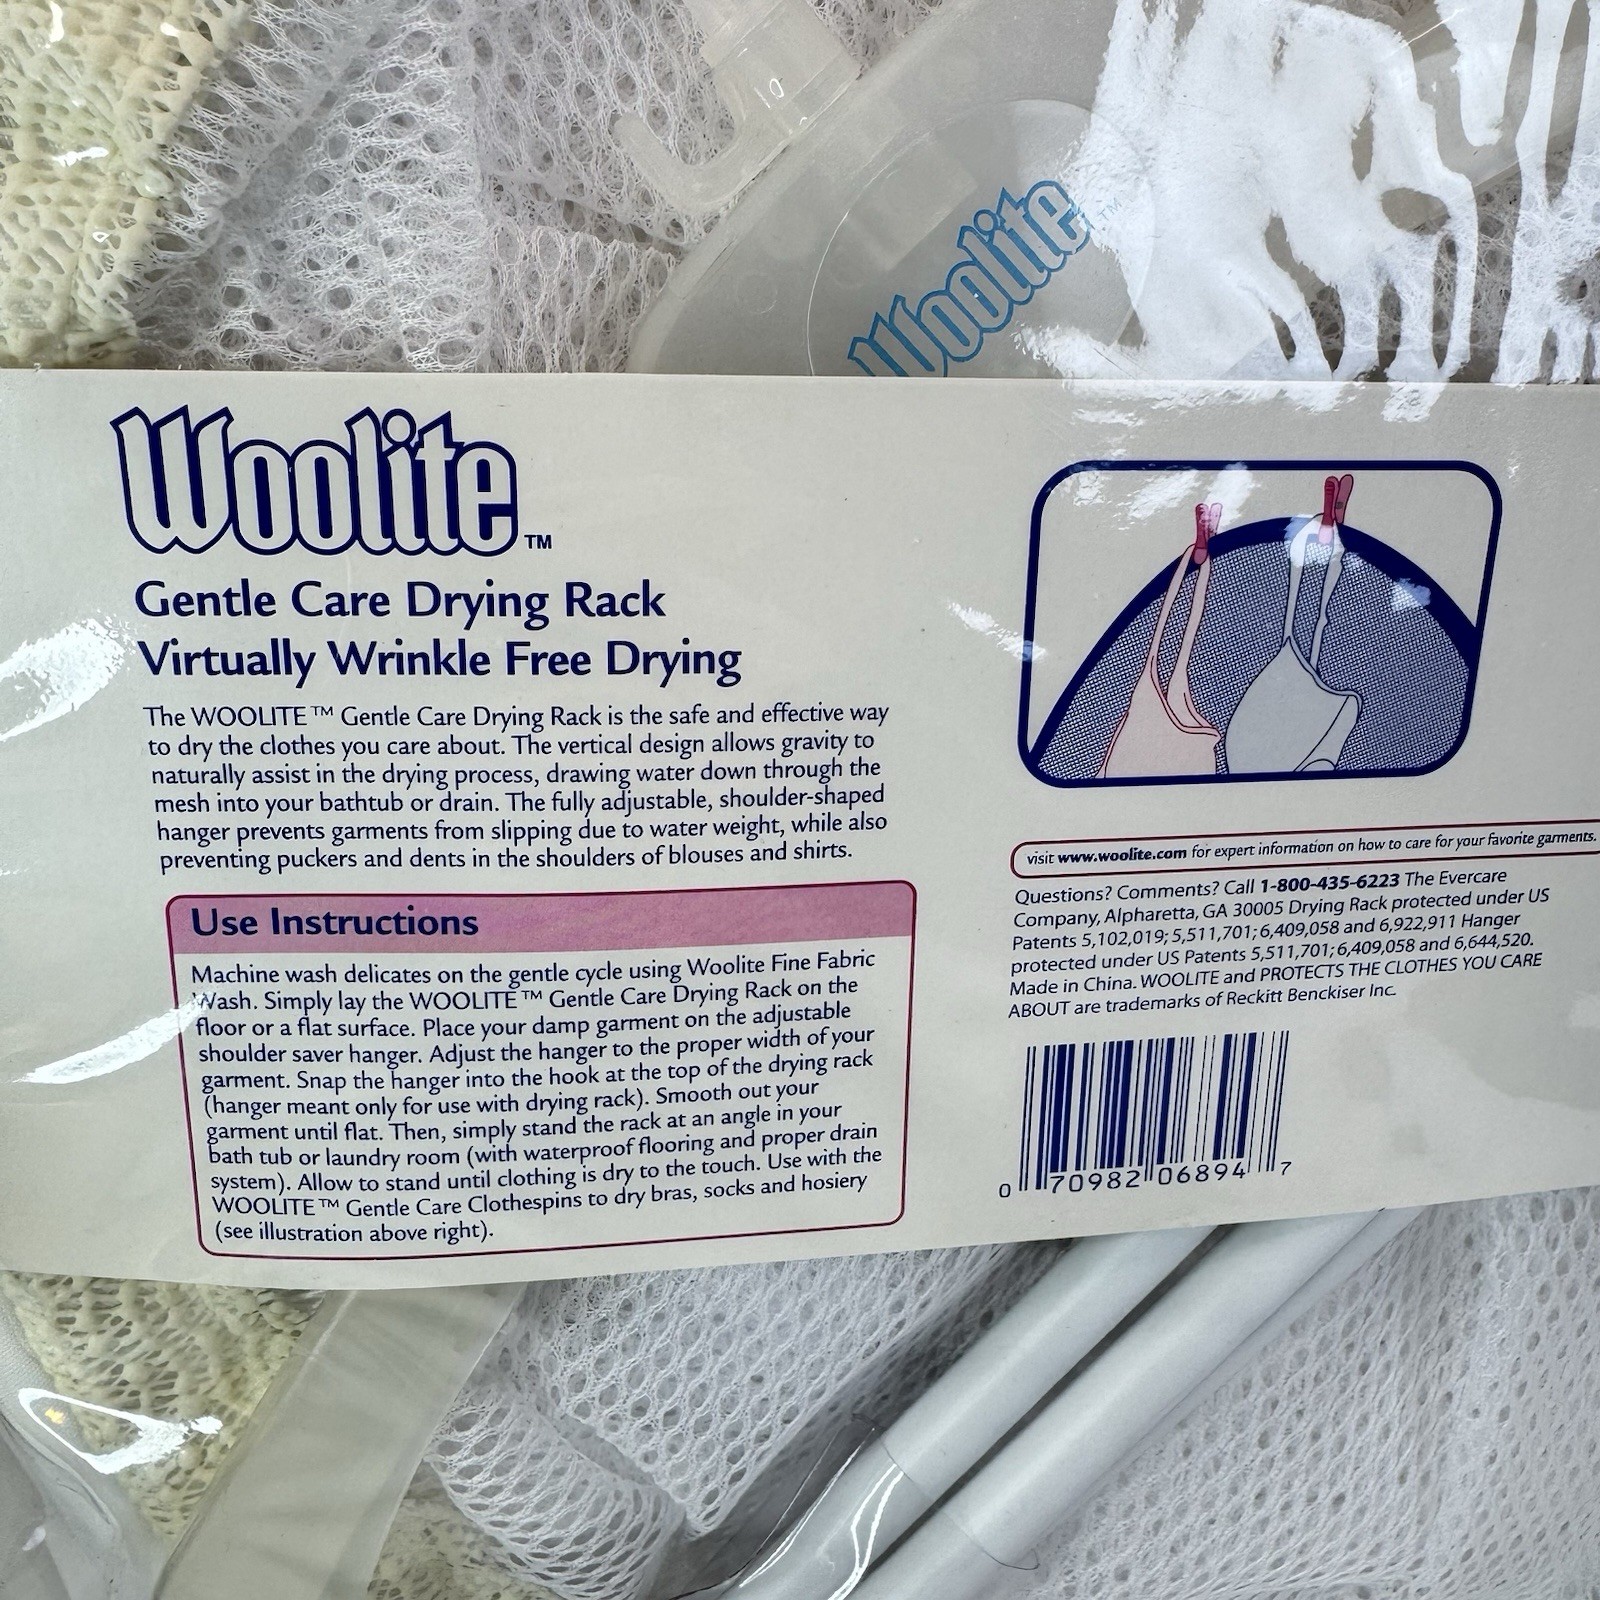 Woolite™
Woolite™
Gentle Care Drying Rack
Virtually Wrinkle Free Drying
The WOOLITE™ Gentle Care Drying Rack is the safe and effective way
to dry the clothes you care about. The vertical design allows gravity to
naturally assist in the drying process, drawing water down through the
mesh into your bathtub or drain. The fully adjustable, shoulder-shaped
hanger prevents garments from slipping due to water weight, while also
preventing puckers and dents in the shoulders of blouses and shirts.
Use Instructions
Machine wash delicates on the gentle cycle using Woolite Fine Fabric
Wash. Simply lay the WOOLITE™ Gentle Care Drying Rack on the
floor or a flat surface. Place your damp garment on the adjustable
shoulder saver hanger. Adjust the hanger to the proper width of your
garment. Snap the hanger into the hook at the top of the drying rack
(hanger meant only for use with drying rack). Smooth out your
garment until flat. Then, simply stand the rack at an angle in your
bath tub or laundry room (with waterproof flooring and proper drain
system). Allow to stand until clothing is dry to the touch. Use with the
WOOLITE™ Gentle Care Clothespins to dry bras, socks and hosiery
(see illustration above right).
visit www.woolite.com for expert information on how to care for your favorite garments.
Questions? Comments? Call 1-800-435-6223 The Evercare
Company, Alpharetta, GA 30005 Drying Rack protected under US
Patents 5,102,019; 5,511,701; 6,409,058 and 6,922,911 Hanger
protected under US Patents 5,511,701; 6,409,058 and 6,644,520.
Made in China. WOOLITE and PROTECTS THE CLOTHES YOU CARE
ABOUT are trademarks of Reckitt Benckiser Inc.
0 70982 06894 7